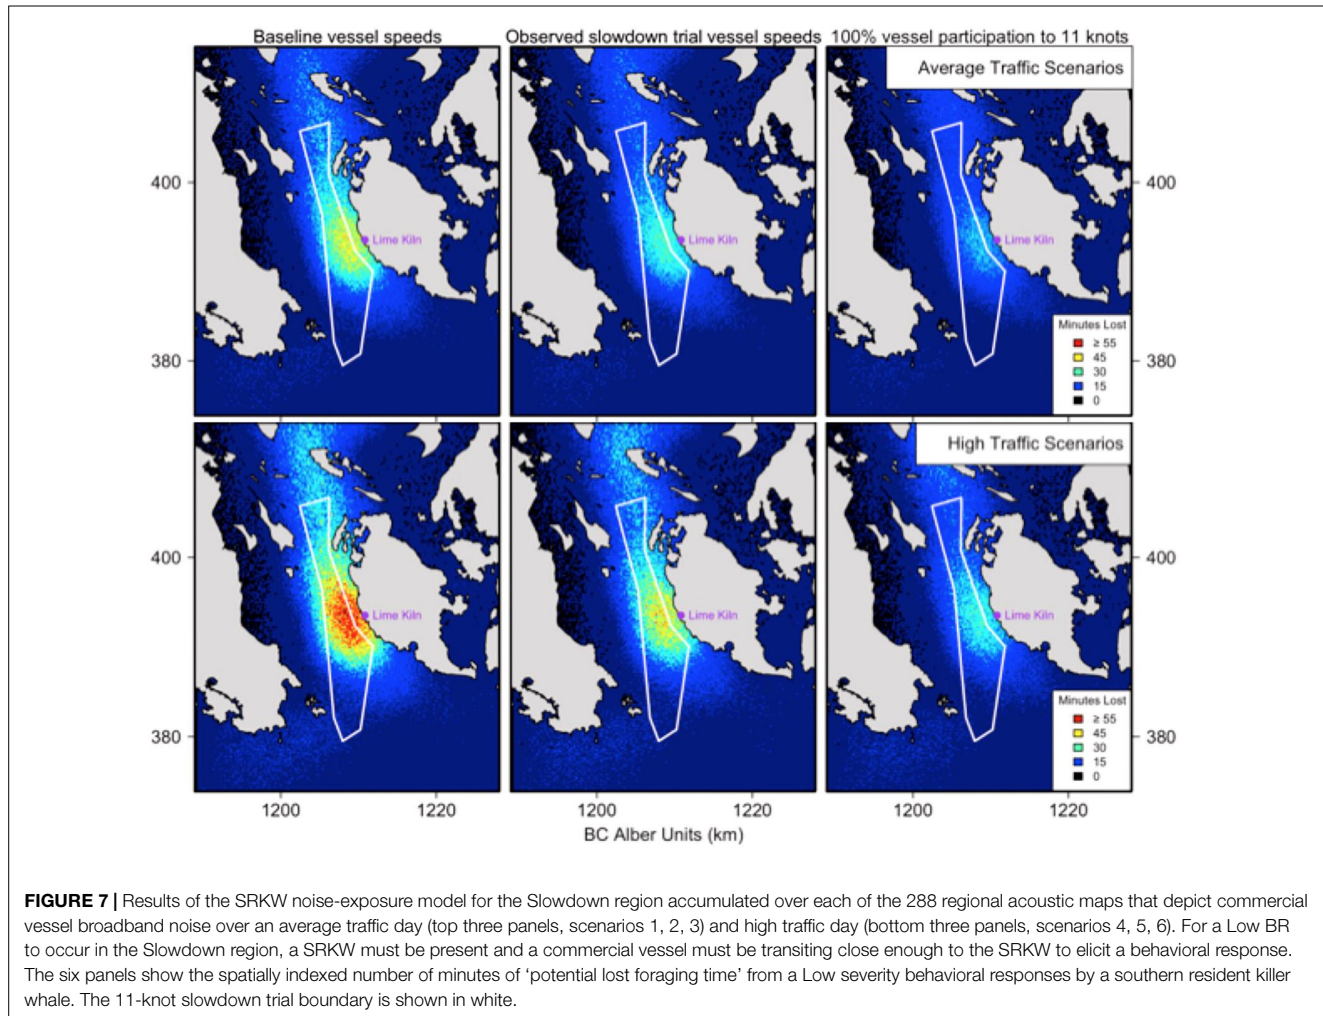 Baseline vessel speeds
Observed slowdown trial vessel speeds
100% vessel participation to 11 knots
Average Traffic Scenarios
400
400
Lime Kiln
Lime Kiln
Lime Kiln
Minutes Lost
≥ 55
45
30
15
0
380
380
High Traffic Scenarios
400
400
Lime Kiln
Lime Kiln
Lime Kiln
Minutes Lost
≥ 55
45
30
15
0
380
380
1200
1220
1200
1220
1200
1220
BC Alber Units (km)
FIGURE 7 | Results of the SRKW noise-exposure model for the Slowdown region accumulated over each of the 288 regional acoustic maps that depict commercial
vessel broadband noise over an average traffic day (top three panels, scenarios 1, 2, 3) and high traffic day (bottom three panels, scenarios 4, 5, 6). For a Low BR
to occur in the Slowdown region, a SRKW must be present and a commercial vessel must be transiting close enough to the SRKW to elicit a behavioral response.
The six panels show the spatially indexed number of minutes of ‘potential lost foraging time’ from a Low severity behavioral responses by a southern resident killer
whale. The 11-knot slowdown trial boundary is shown in white.